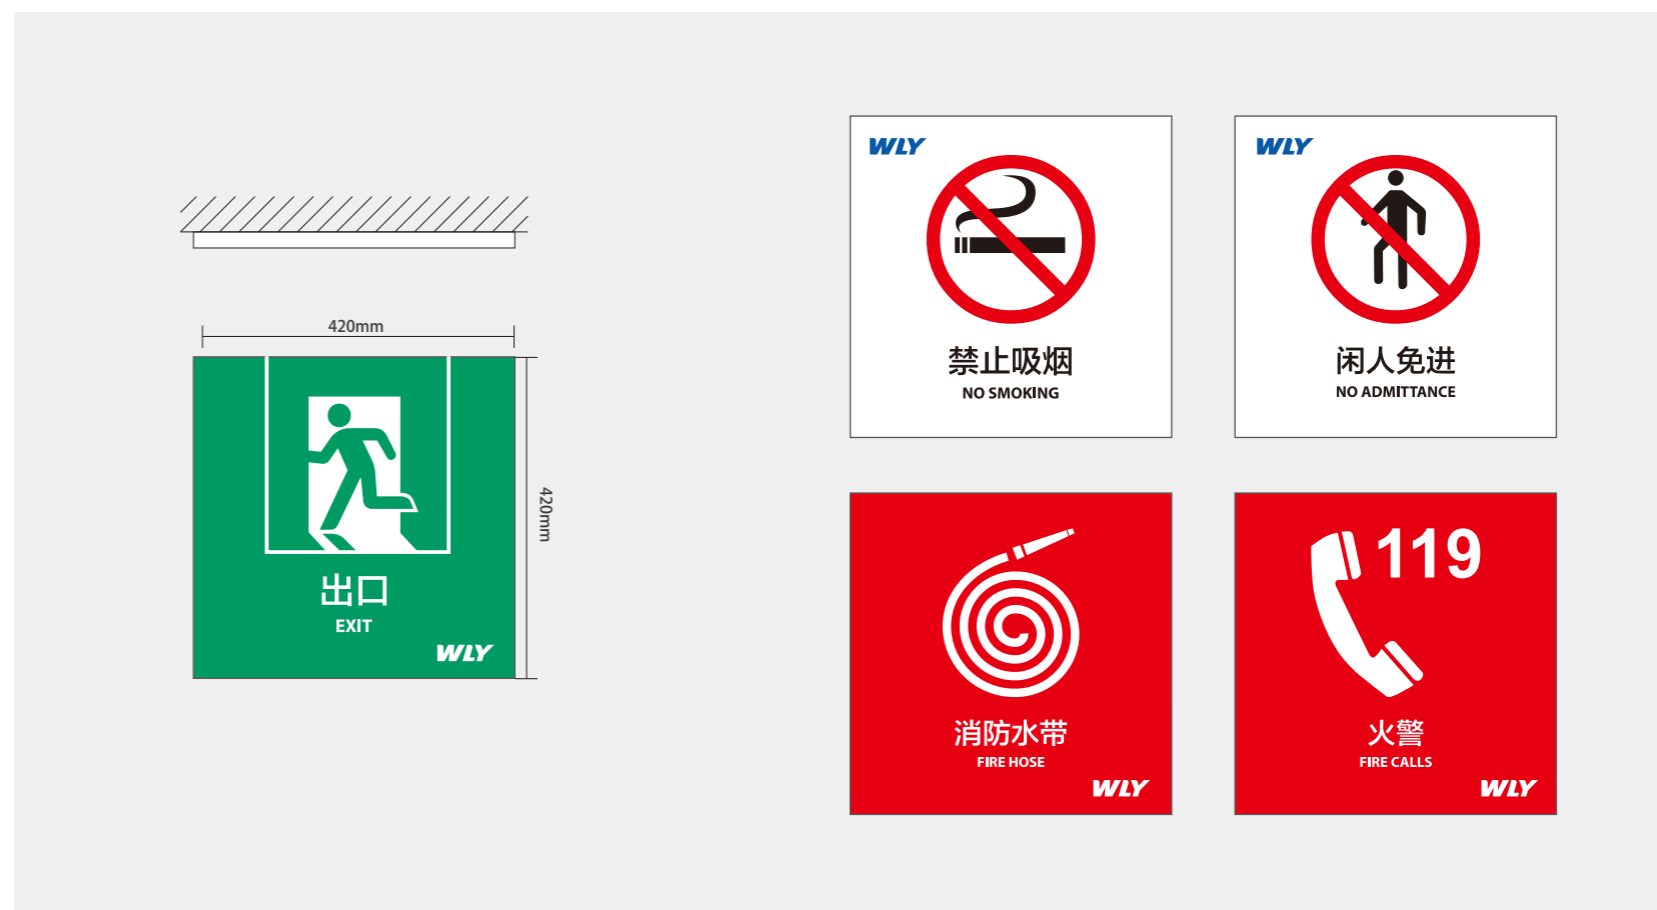 420mm
420mm
出口
EXIT
WLY
WLY
禁止吸烟
NO SMOKING
WLY
闲人免进
NO ADMITTANCE
消防水带
FIRE HOSE
WLY
119
火警
FIRE CALLS
WLY